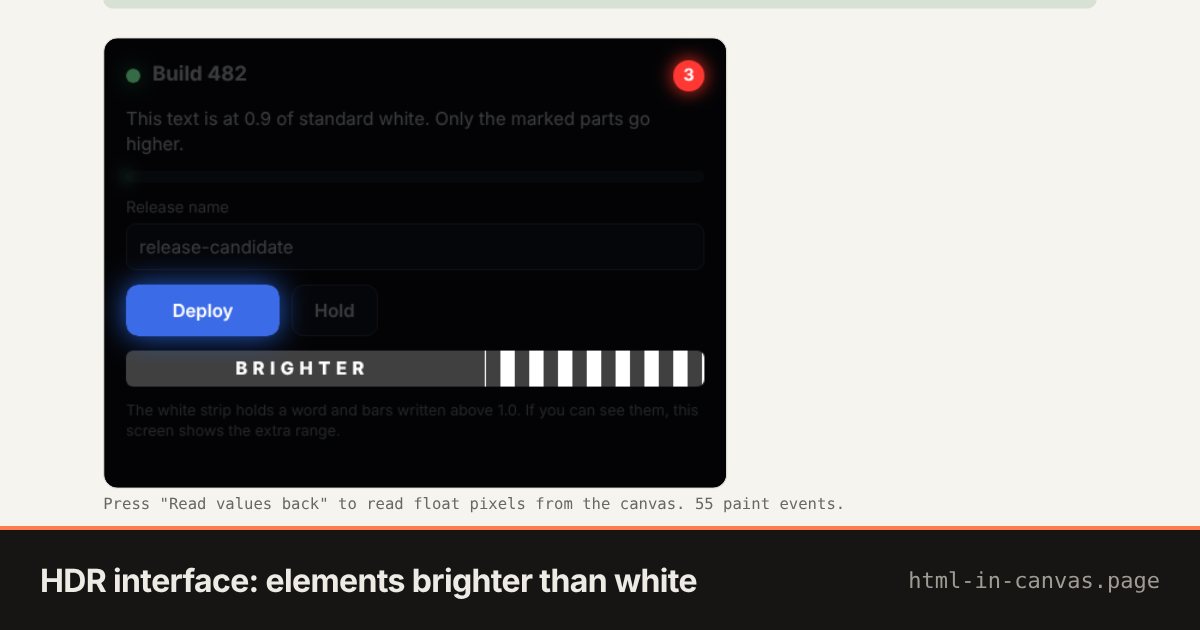 Build 482
3
This text is at 0.9 of standard white. Only the marked parts go
higher.
Release name
release-candidate
Deploy
Hold
BRIGHTER
The white strip holds a word and bars written above 1.0. If you can see them, this
screen shows the extra range.
Press "Read values back" to read float pixels from the canvas. 55 paint events.
HDR interface: elements brighter than white
html-in-canvas.page